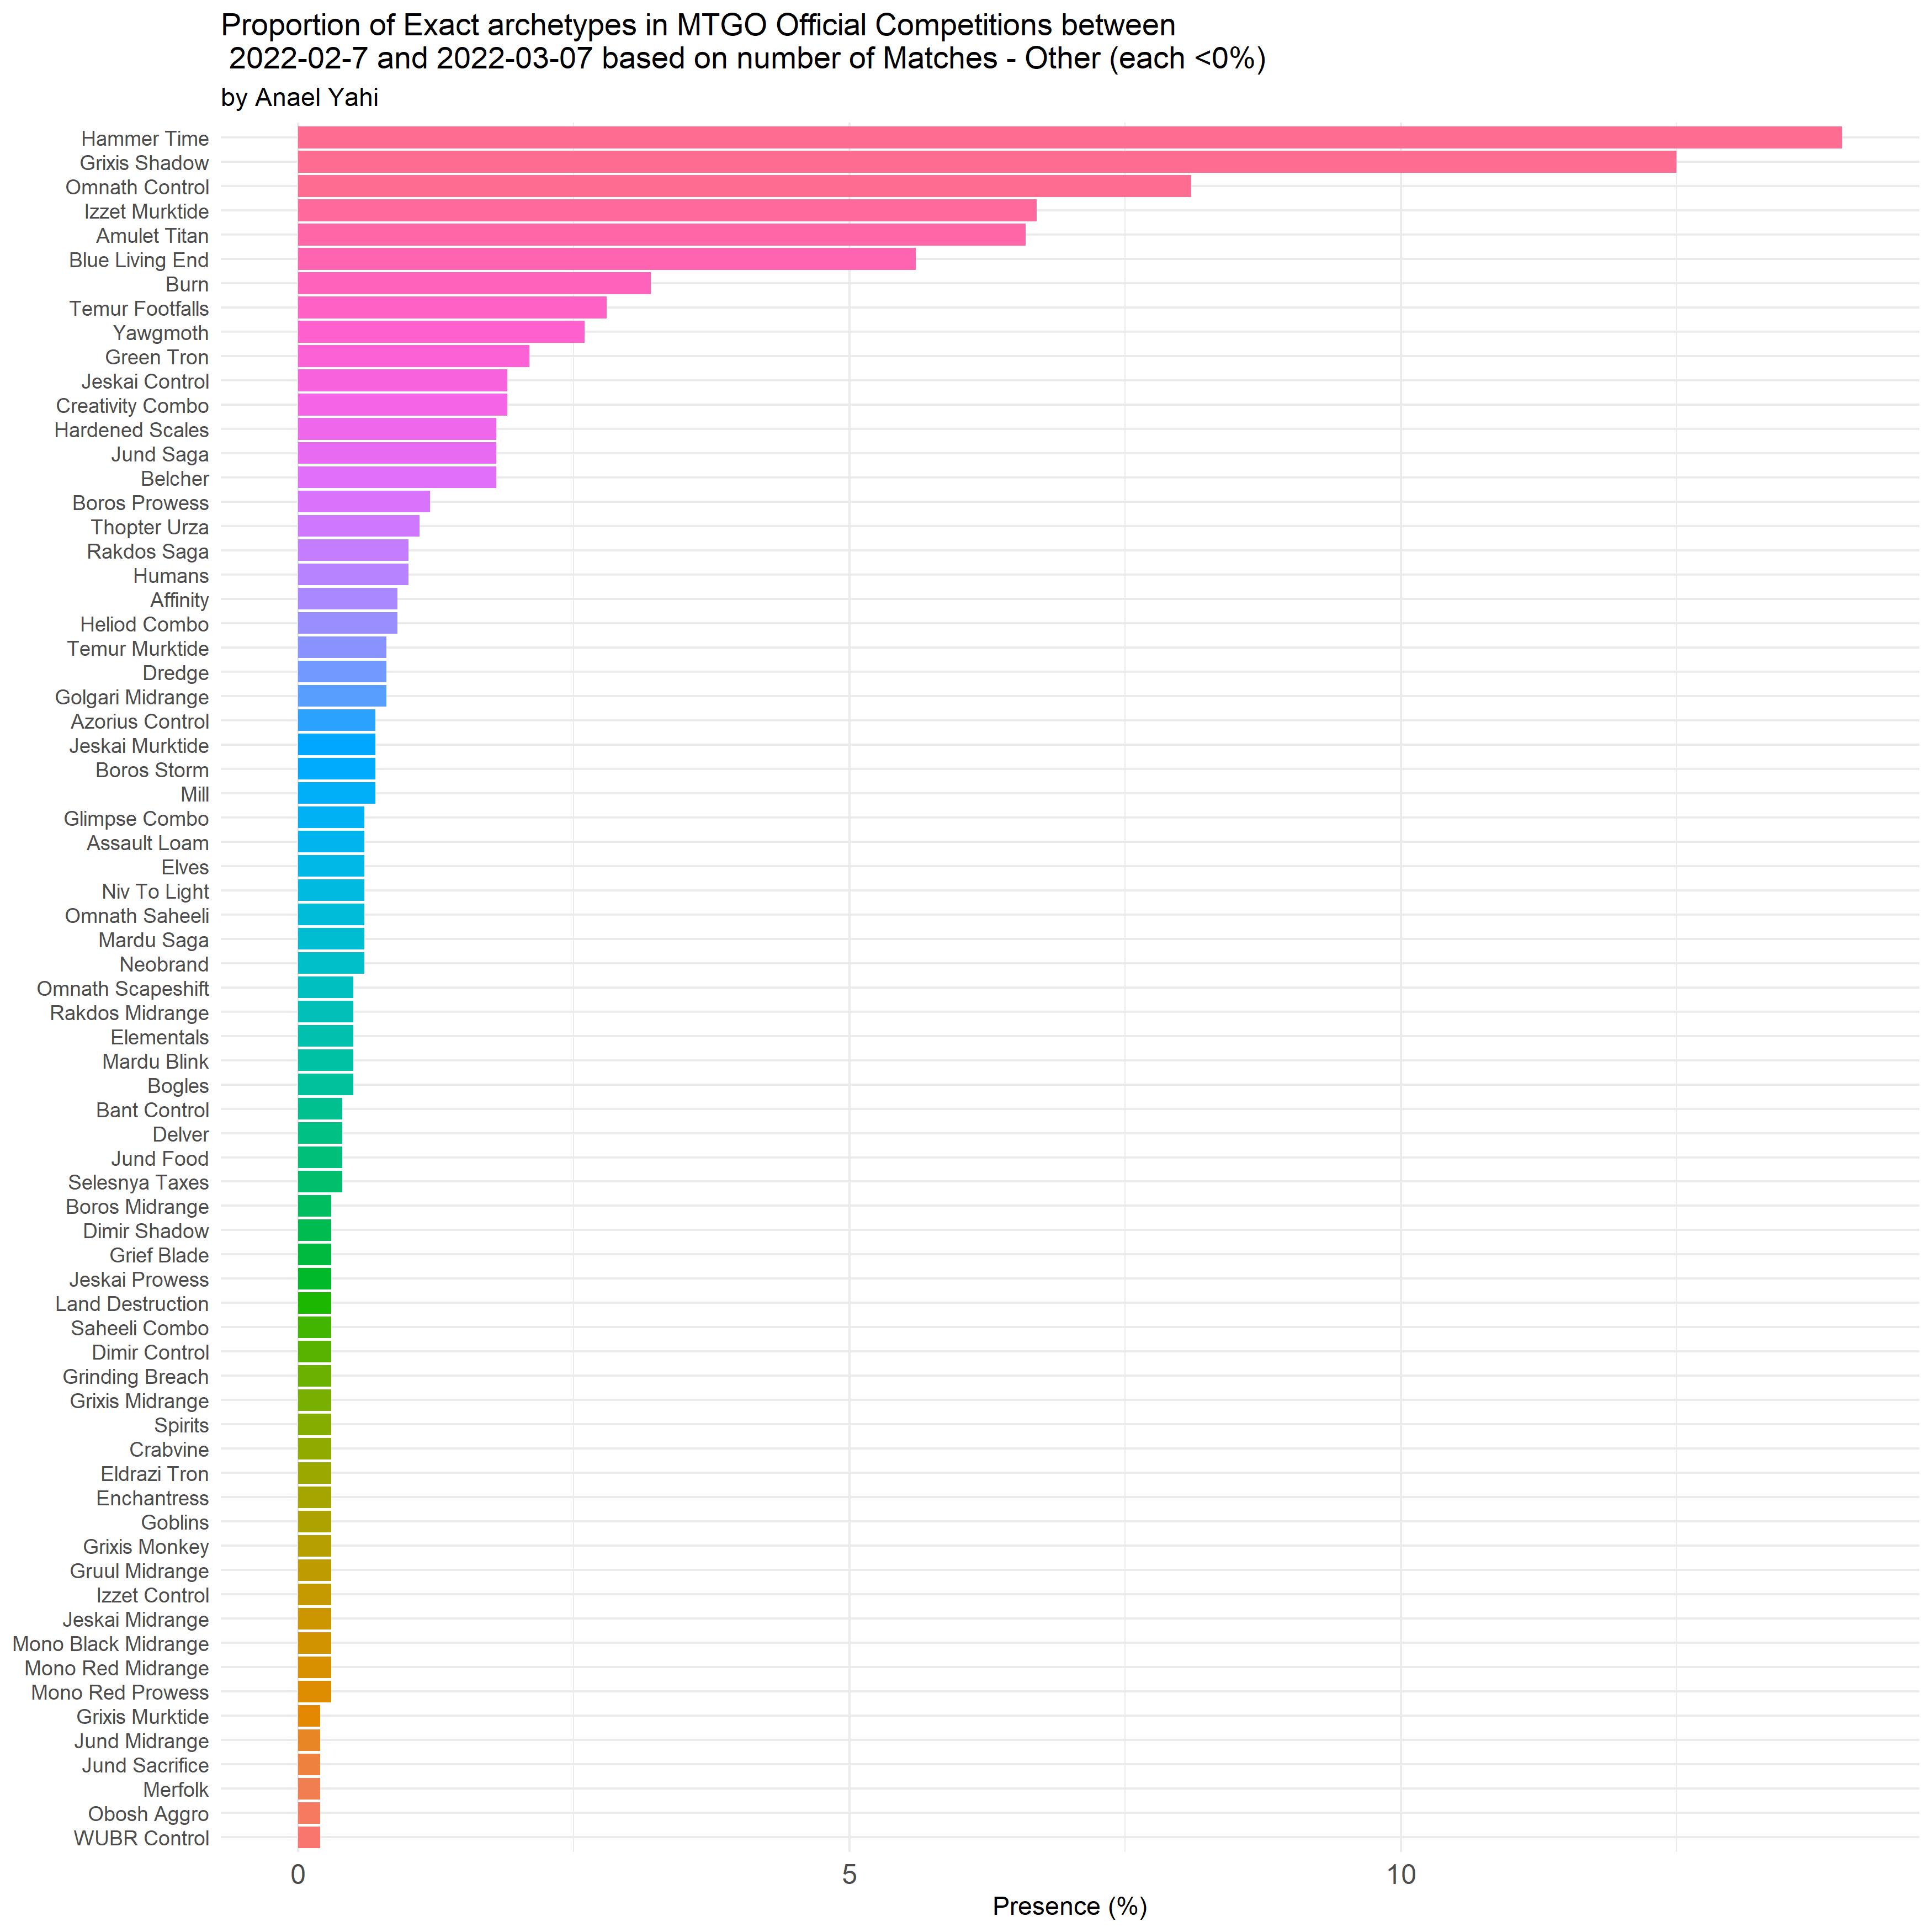 Proportion of Exact archetypes in MTGO Official Competitions between
2022-02-7 and 2022-03-07 based on number of Matches - Other (each <0%)
by Anael Yahi
Hammer Time
Grixis Shadow
Omnath Control
Izzet Murktide
Amulet Titan
Blue Living End
Burn
Temur Footfalls
Yawgmoth
Green Tron
Jeskai Control
Creativity Combo
Hardened Scales
Jund Saga
Belcher
Boros Prowess
Thopter Urza
Rakdos Saga
Humans
Affinity
Heliod Combo
Temur Murktide
Dredge
Golgari Midrange
Azorius Control
Jeskai Murktide
Boros Storm
Mill
Glimpse Combo
Assault Loam
Elves
Niv To Light
Omnath Saheeli
Mardu Saga
Neobrand
Omnath Scapeshift
Rakdos Midrange
Elementals
Mardu Blink
Bogles
Bant Control
Delver
Jund Food
Selesnya Taxes
Boros Midrange
Dimir Shadow
Grief Blade
Jeskai Prowess
Land Destruction
Saheeli Combo
Dimir Control
Grinding Breach
Grixis Midrange
Spirits
Crabvine
Eldrazi Tron
Enchantress
Goblins
Grixis Monkey
Gruul Midrange
Izzet Control
Jeskai Midrange
Mono Black Midrange
Mono Red Midrange
Mono Red Prowess
Grixis Murktide
Jund Midrange
Jund Sacrifice
Merfolk
Obosh Aggro
WUBR Control
0 5 10
Presence (%)